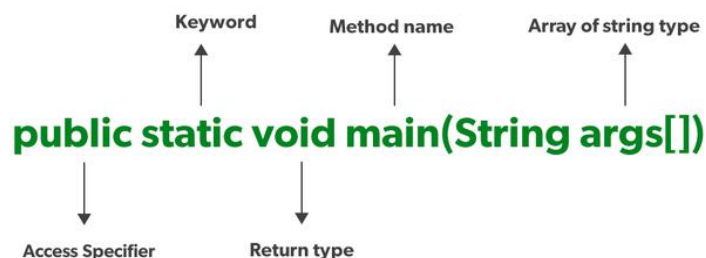 Keyword Method name Array of string type
public static void main(String args[])
Access Specifier Return type